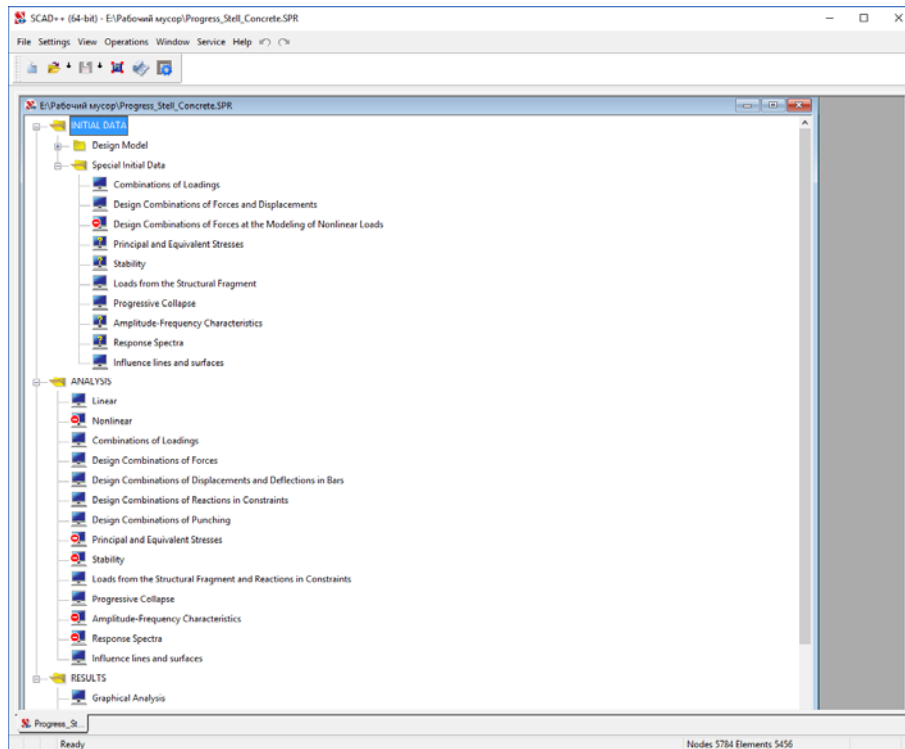 SCAD++ (64-bit) - E:\Рабочий мусор\Progress_Stell_Concrete.SPR
File Settings View Operations Window Service Help
E:\Рабочий мусор\Progress_Stell_Concrete.SPR
INITIAL DATA
Design Model
Special Initial Data
Combinations of Loadings
Design Combinations of Forces and Displacements
Design Combinations of Forces at the Modeling of Nonlinear Loads
Principal and Equivalent Stresses
Stability
Loads from the Structural Fragment
Progressive Collapse
Amplitude-Frequency Characteristics
Response Spectra
Influence lines and surfaces
ANALYSIS
Linear
Nonlinear
Combinations of Loadings
Design Combinations of Forces
Design Combinations of Displacements and Deflections in Bars
Design Combinations of Reactions in Constraints
Design Combinations of Punching
Principal and Equivalent Stresses
Stability
Loads from the Structural Fragment and Reactions in Constraints
Progressive Collapse
Amplitude-Frequency Characteristics
Response Spectra
Influence lines and surfaces
RESULTS
Graphical Analysis
Progress_St...
Ready Nodes 5784 Elements 5456